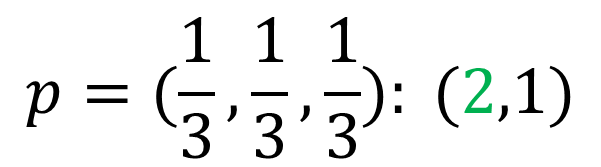 p = (1/3, 1/3, 1/3): (2,1)